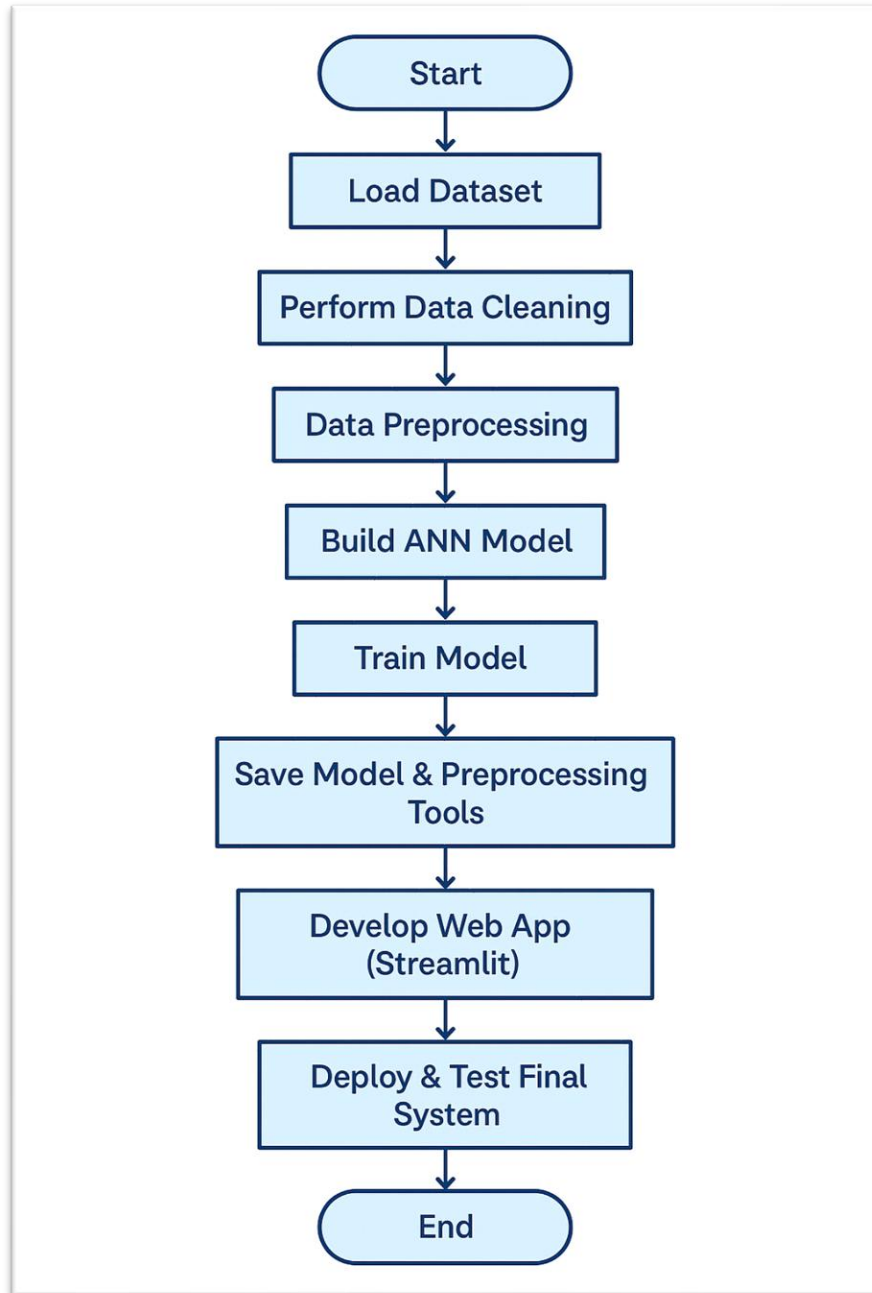 Start
Load Dataset
Perform Data Cleaning
Data Preprocessing
Build ANN Model
Train Model
Save Model & Preprocessing
Tools
Develop Web App
(Streamlit)
Deploy & Test Final
System
End